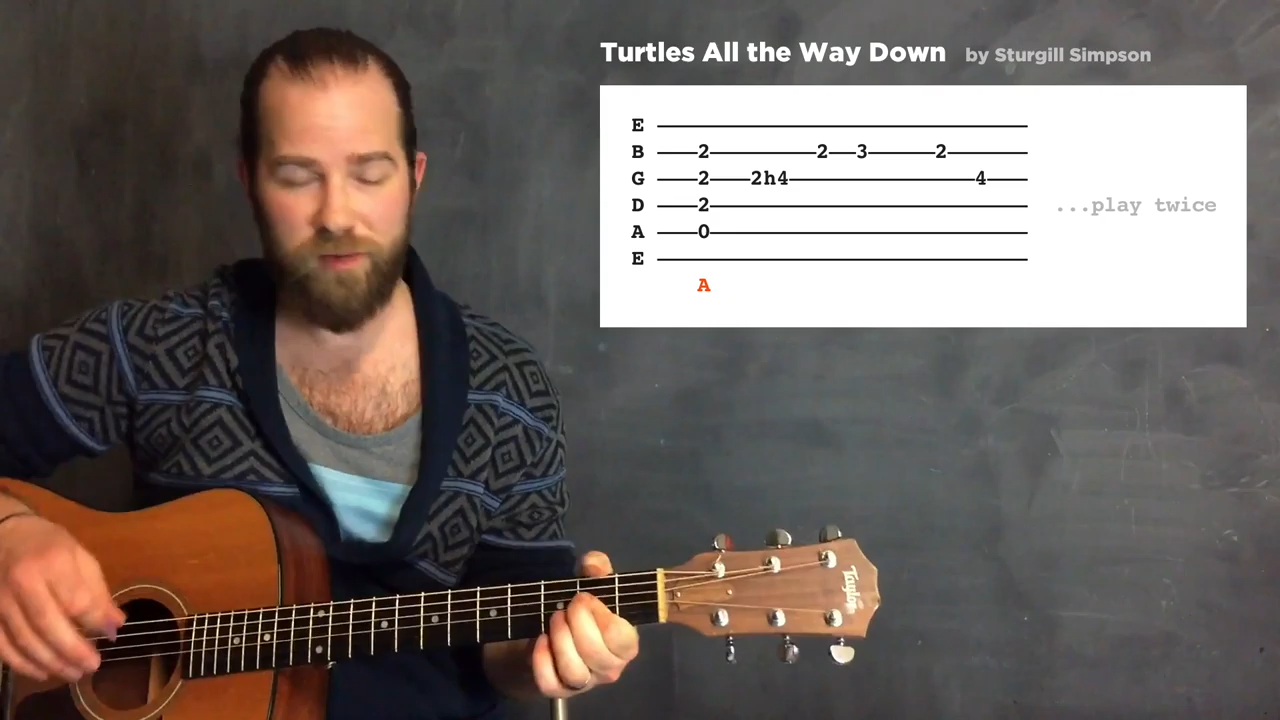 Turtles All the Way Down by Sturgill Simpson
E
B 2 2 3 2
G 2 2h4 4
D 2 ...play twice
A 0
E
A
Taylor